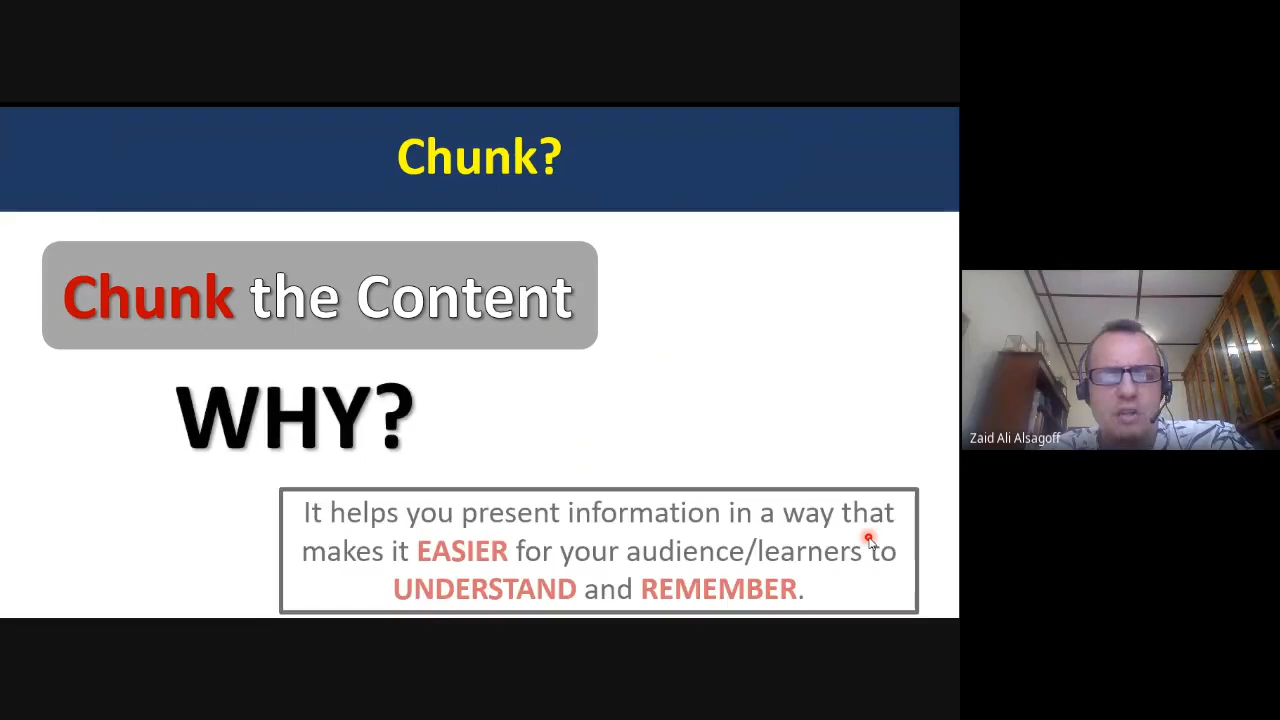 Chunk?
Chunk the Content
WHY?
It helps you present information in a way that
makes it EASIER for your audience/learners to
UNDERSTAND and REMEMBER.
Zaid Ali Alsagoff